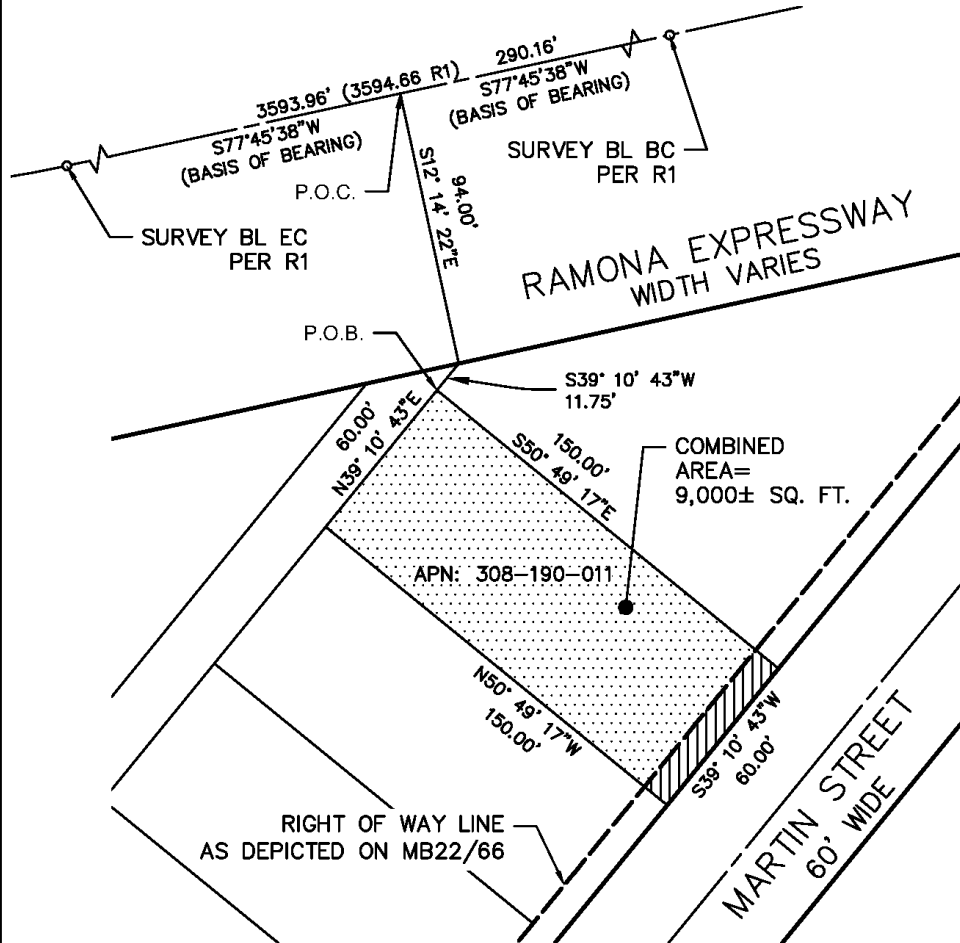 3593.96' (3594.66 R1)
S77°45'38"W
(BASIS OF BEARING)
290.16'
S77°45'38"W
(BASIS OF BEARING)
SURVEY BL BC
PER R1
P.O.C.
SURVEY BL EC
PER R1
94.00'
S12° 14' 22"E
RAMONA EXPRESSWAY
WIDTH VARIES
P.O.B.
S39° 10' 43"W
11.75'
60.00'
N39° 10' 43"E
150.00'
S50° 49' 17"E
COMBINED
AREA=
9,000± SQ. FT.
APN: 308-190-011
N50° 49' 17"W
150.00'
S39° 10' 43"W
60.00'
RIGHT OF WAY LINE
AS DEPICTED ON MB22/66
MARTIN STREET
60' WIDE